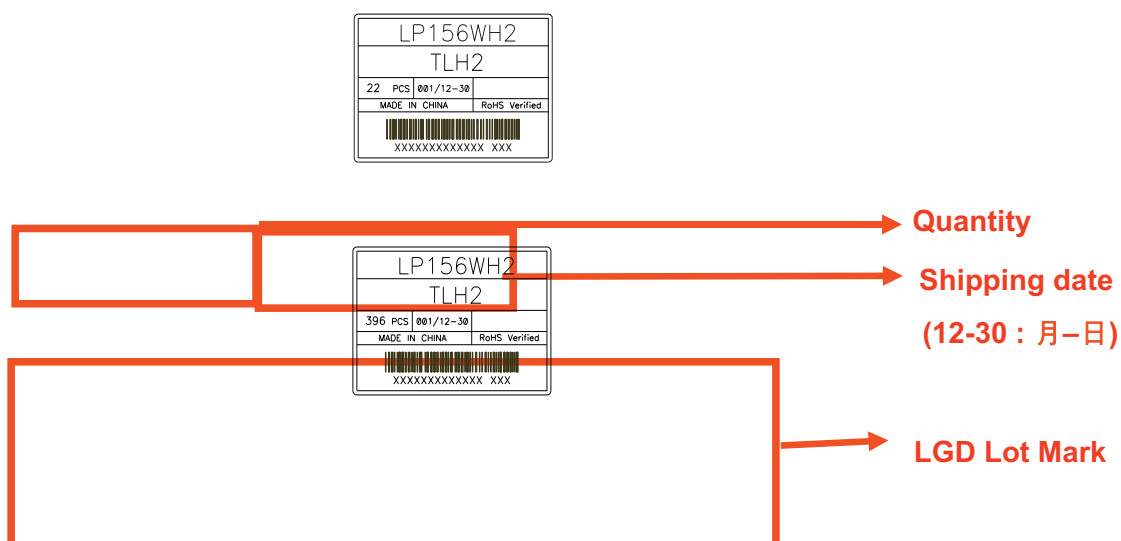 LP156WH2
TLH2
22 PCS 001/12-30
MADE IN CHINA RoHS Verified
XXXXXXXXXXXXX XXX
Quantity
LP156WH2
Shipping date
TLH2
(12-30 : 月–日)
396 PCS 001/12-30
MADE IN CHINA RoHS Verified
XXXXXXXXXXXXX XXX
LGD Lot Mark